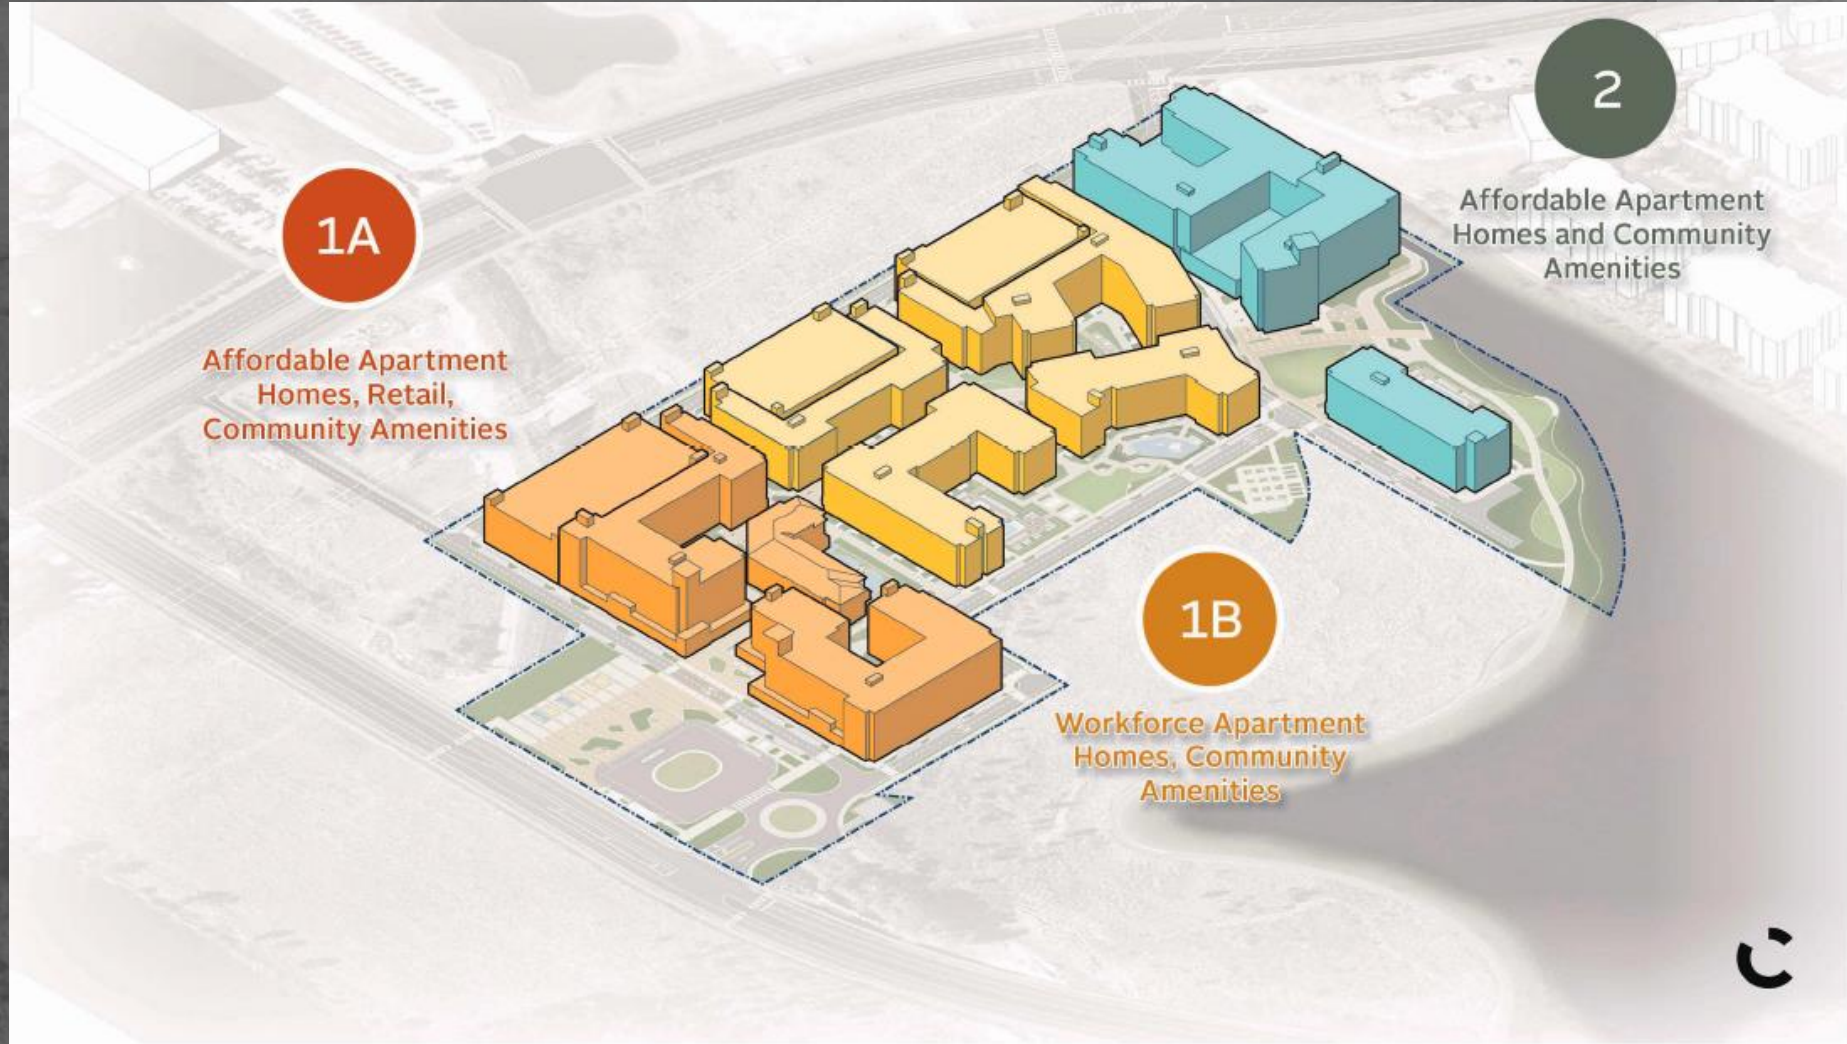 1A
Affordable Apartment
Homes, Retail,
Community Amenities
2
Affordable Apartment
Homes and Community
Amenities
1B
Workforce Apartment
Homes, Community
Amenities